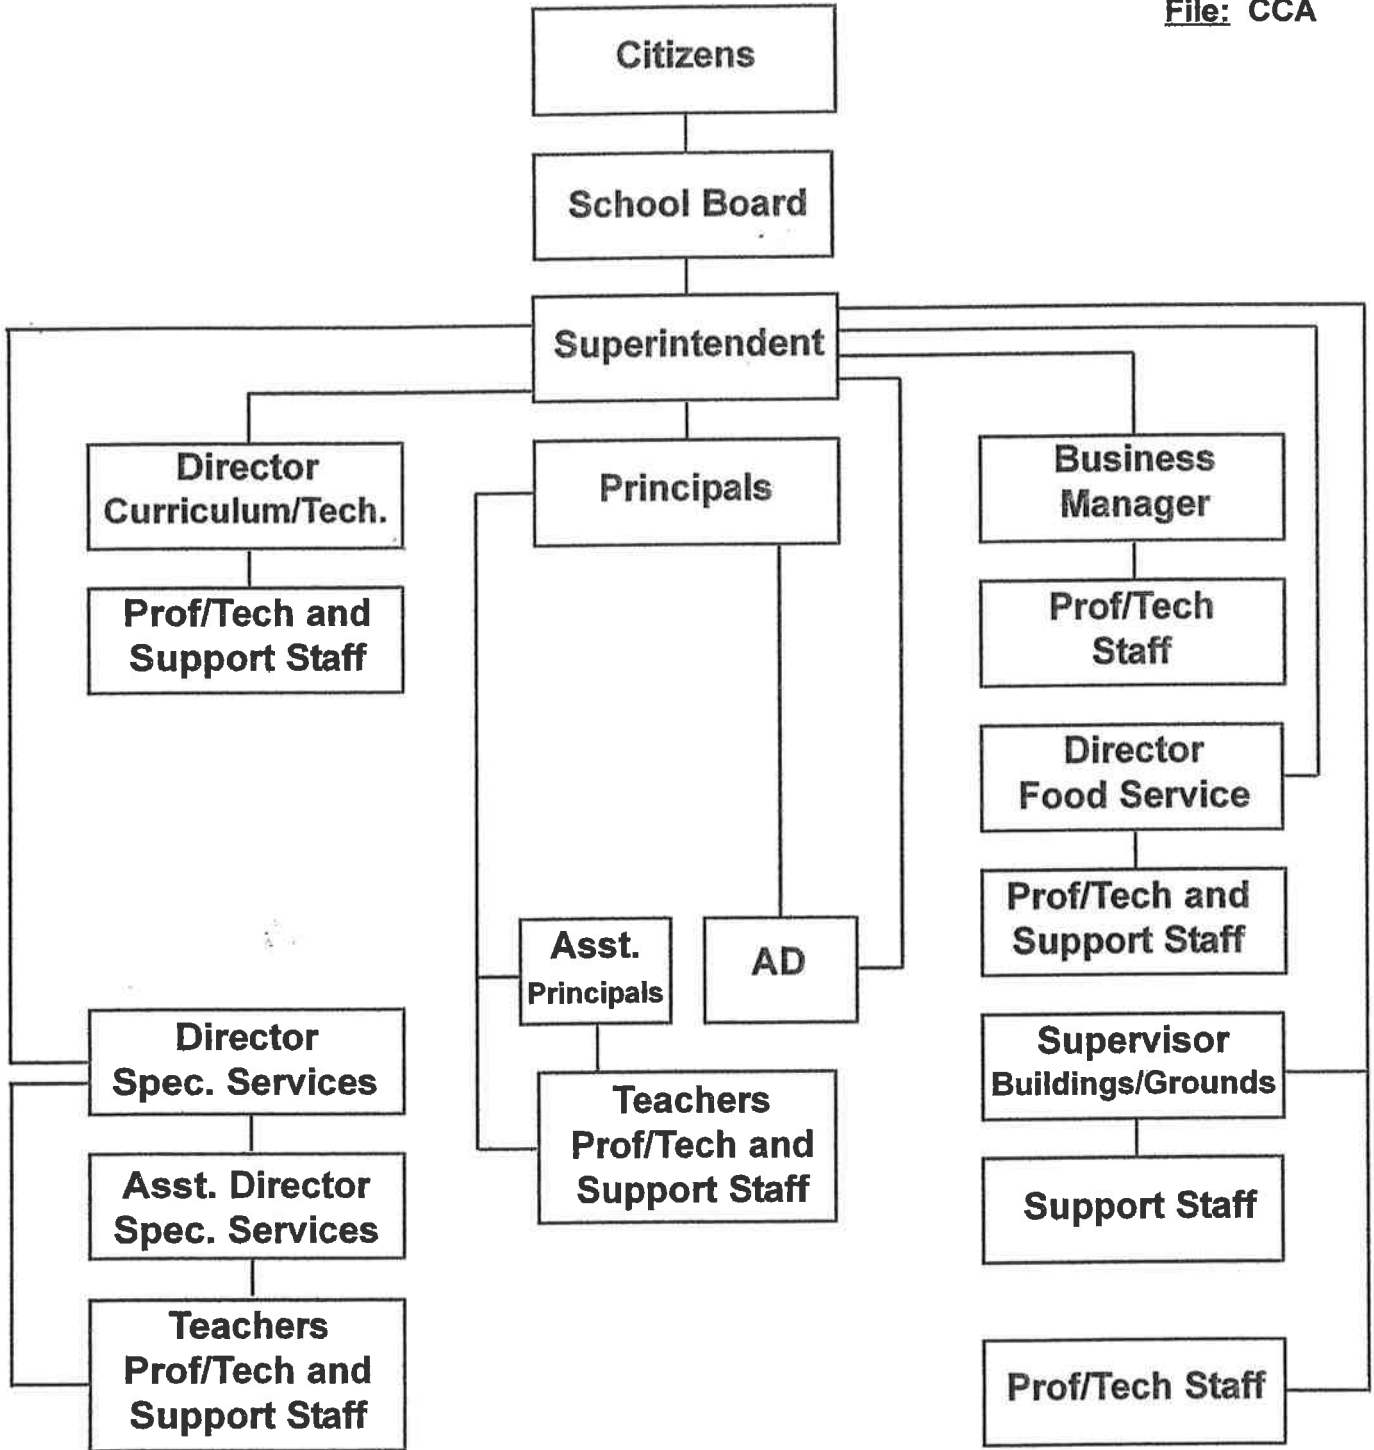 File: CCA
Citizens
School Board
Superintendent
Director
Curriculum/Tech.
Prof/Tech and
Support Staff
Principals
Business
Manager
Prof/Tech
Staff
Director
Food Service
Prof/Tech and
Support Staff
Asst.
Principals
AD
Director
Spec. Services
Asst. Director
Spec. Services
Teachers
Prof/Tech and
Support Staff
Teachers
Prof/Tech and
Support Staff
Supervisor
Buildings/Grounds
Support Staff
Prof/Tech Staff